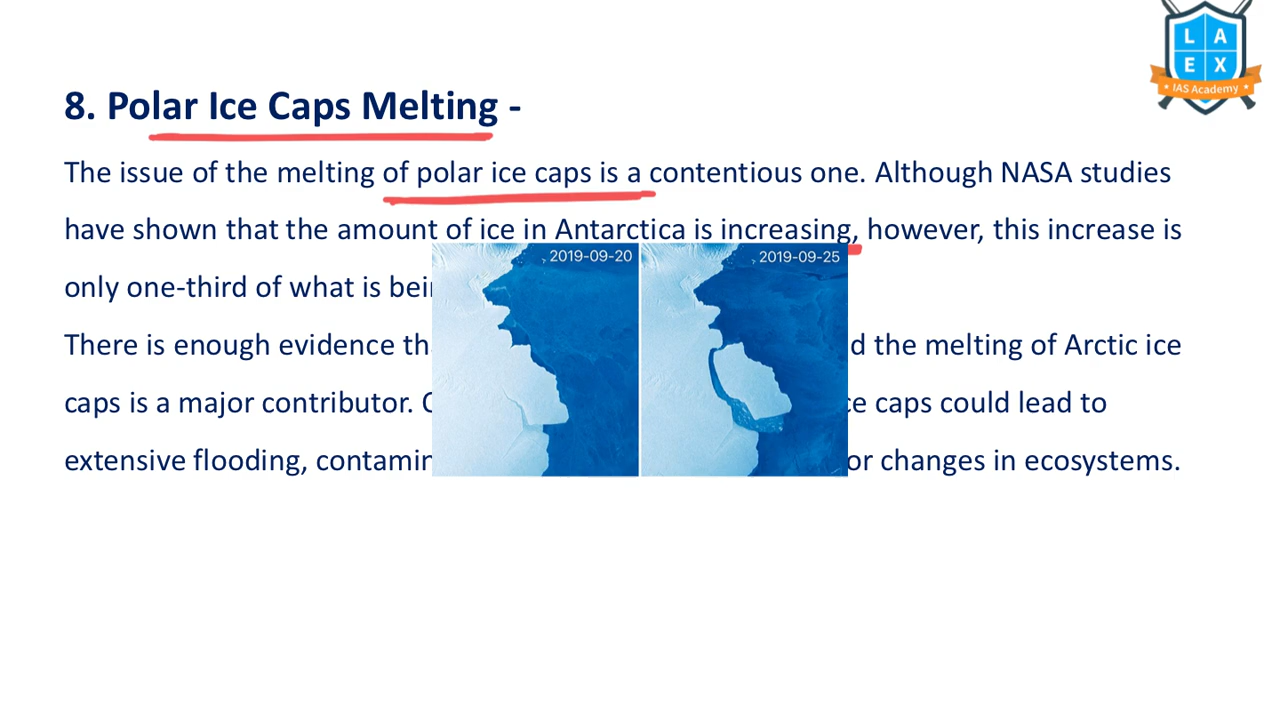 L A
E X
IAS Academy
8. Polar Ice Caps Melting -
The issue of the melting of polar ice caps is a contentious one. Although NASA studies
have shown that the amount of ice in Antarctica is increasing, however, this increase is
only one-third of what is
2019-09-20 2019-09-25
There is enough evidence d the melting of Arctic ice
caps is a major contributor. ce caps could lead to
extensive flooding, or changes in ecosystems.